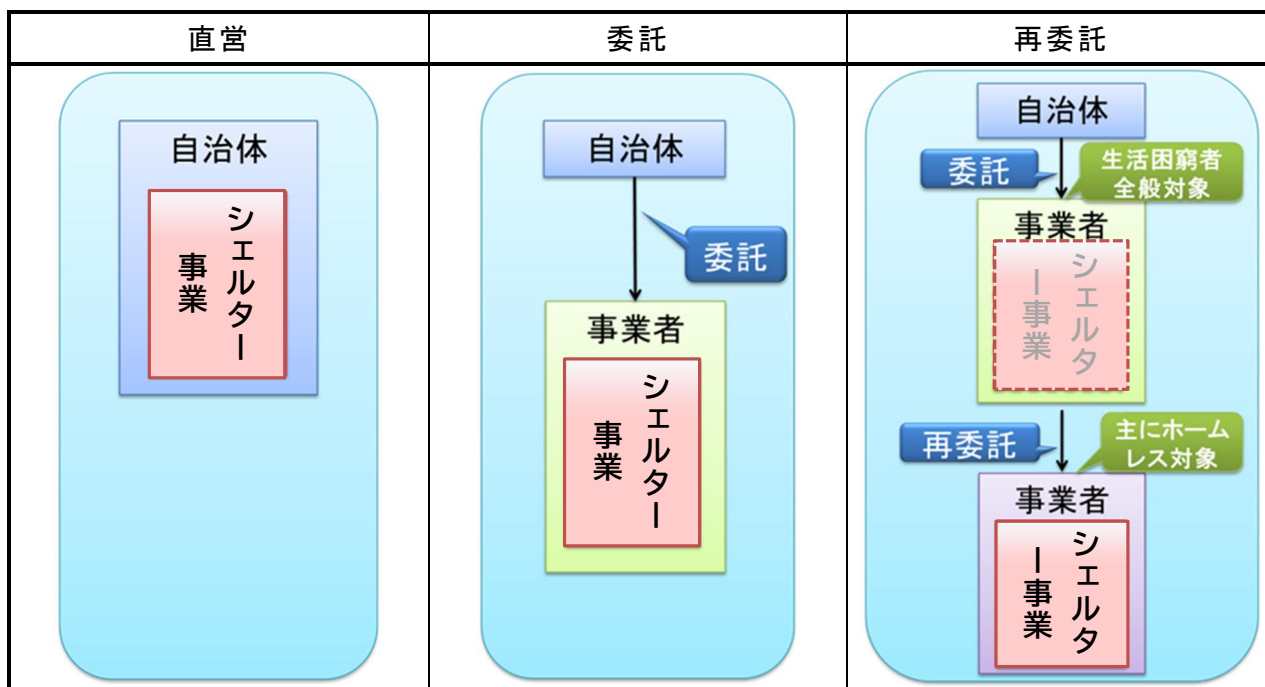 直営
委託
再委託
自治体
シェルター
事業
自治体
委託
事業者
シェルター
事業
自治体
委託
生活困窮者
全般対象
事業者
シェルタ
ー事業
再委託
主にホーム
レス対象
事業者
シェルタ
ー事業